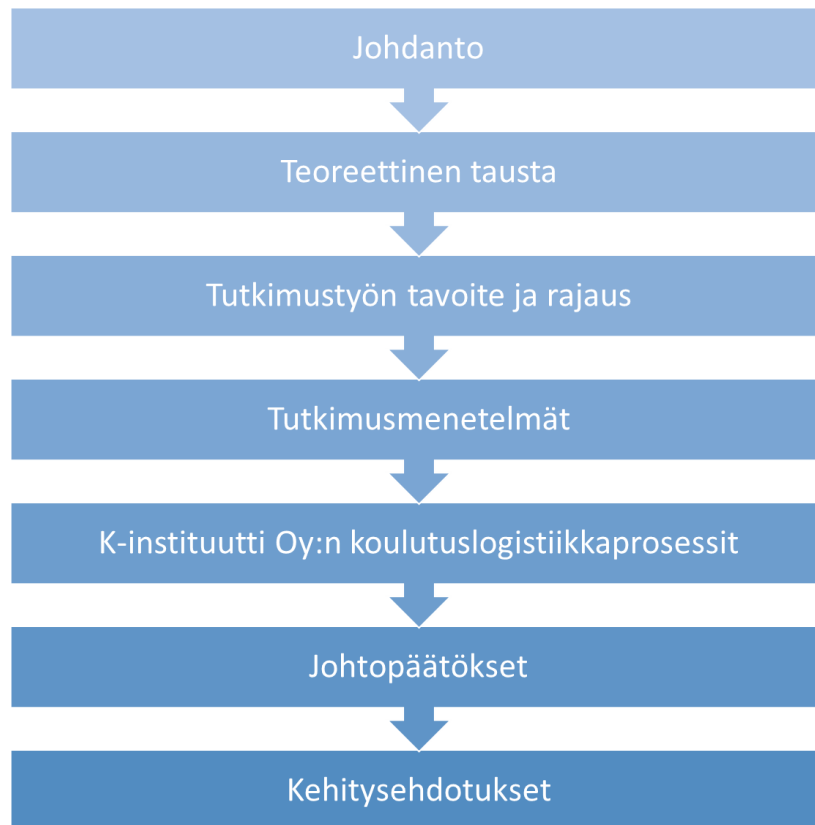 Johdanto
Teoreettinen tausta
Tutkimustyön tavoite ja rajaus
Tutkimusmenetelmät
K-instituutti Oy:n koulutuslogistiikkaprosessit
Johtopäätökset
Kehitysehdotukset